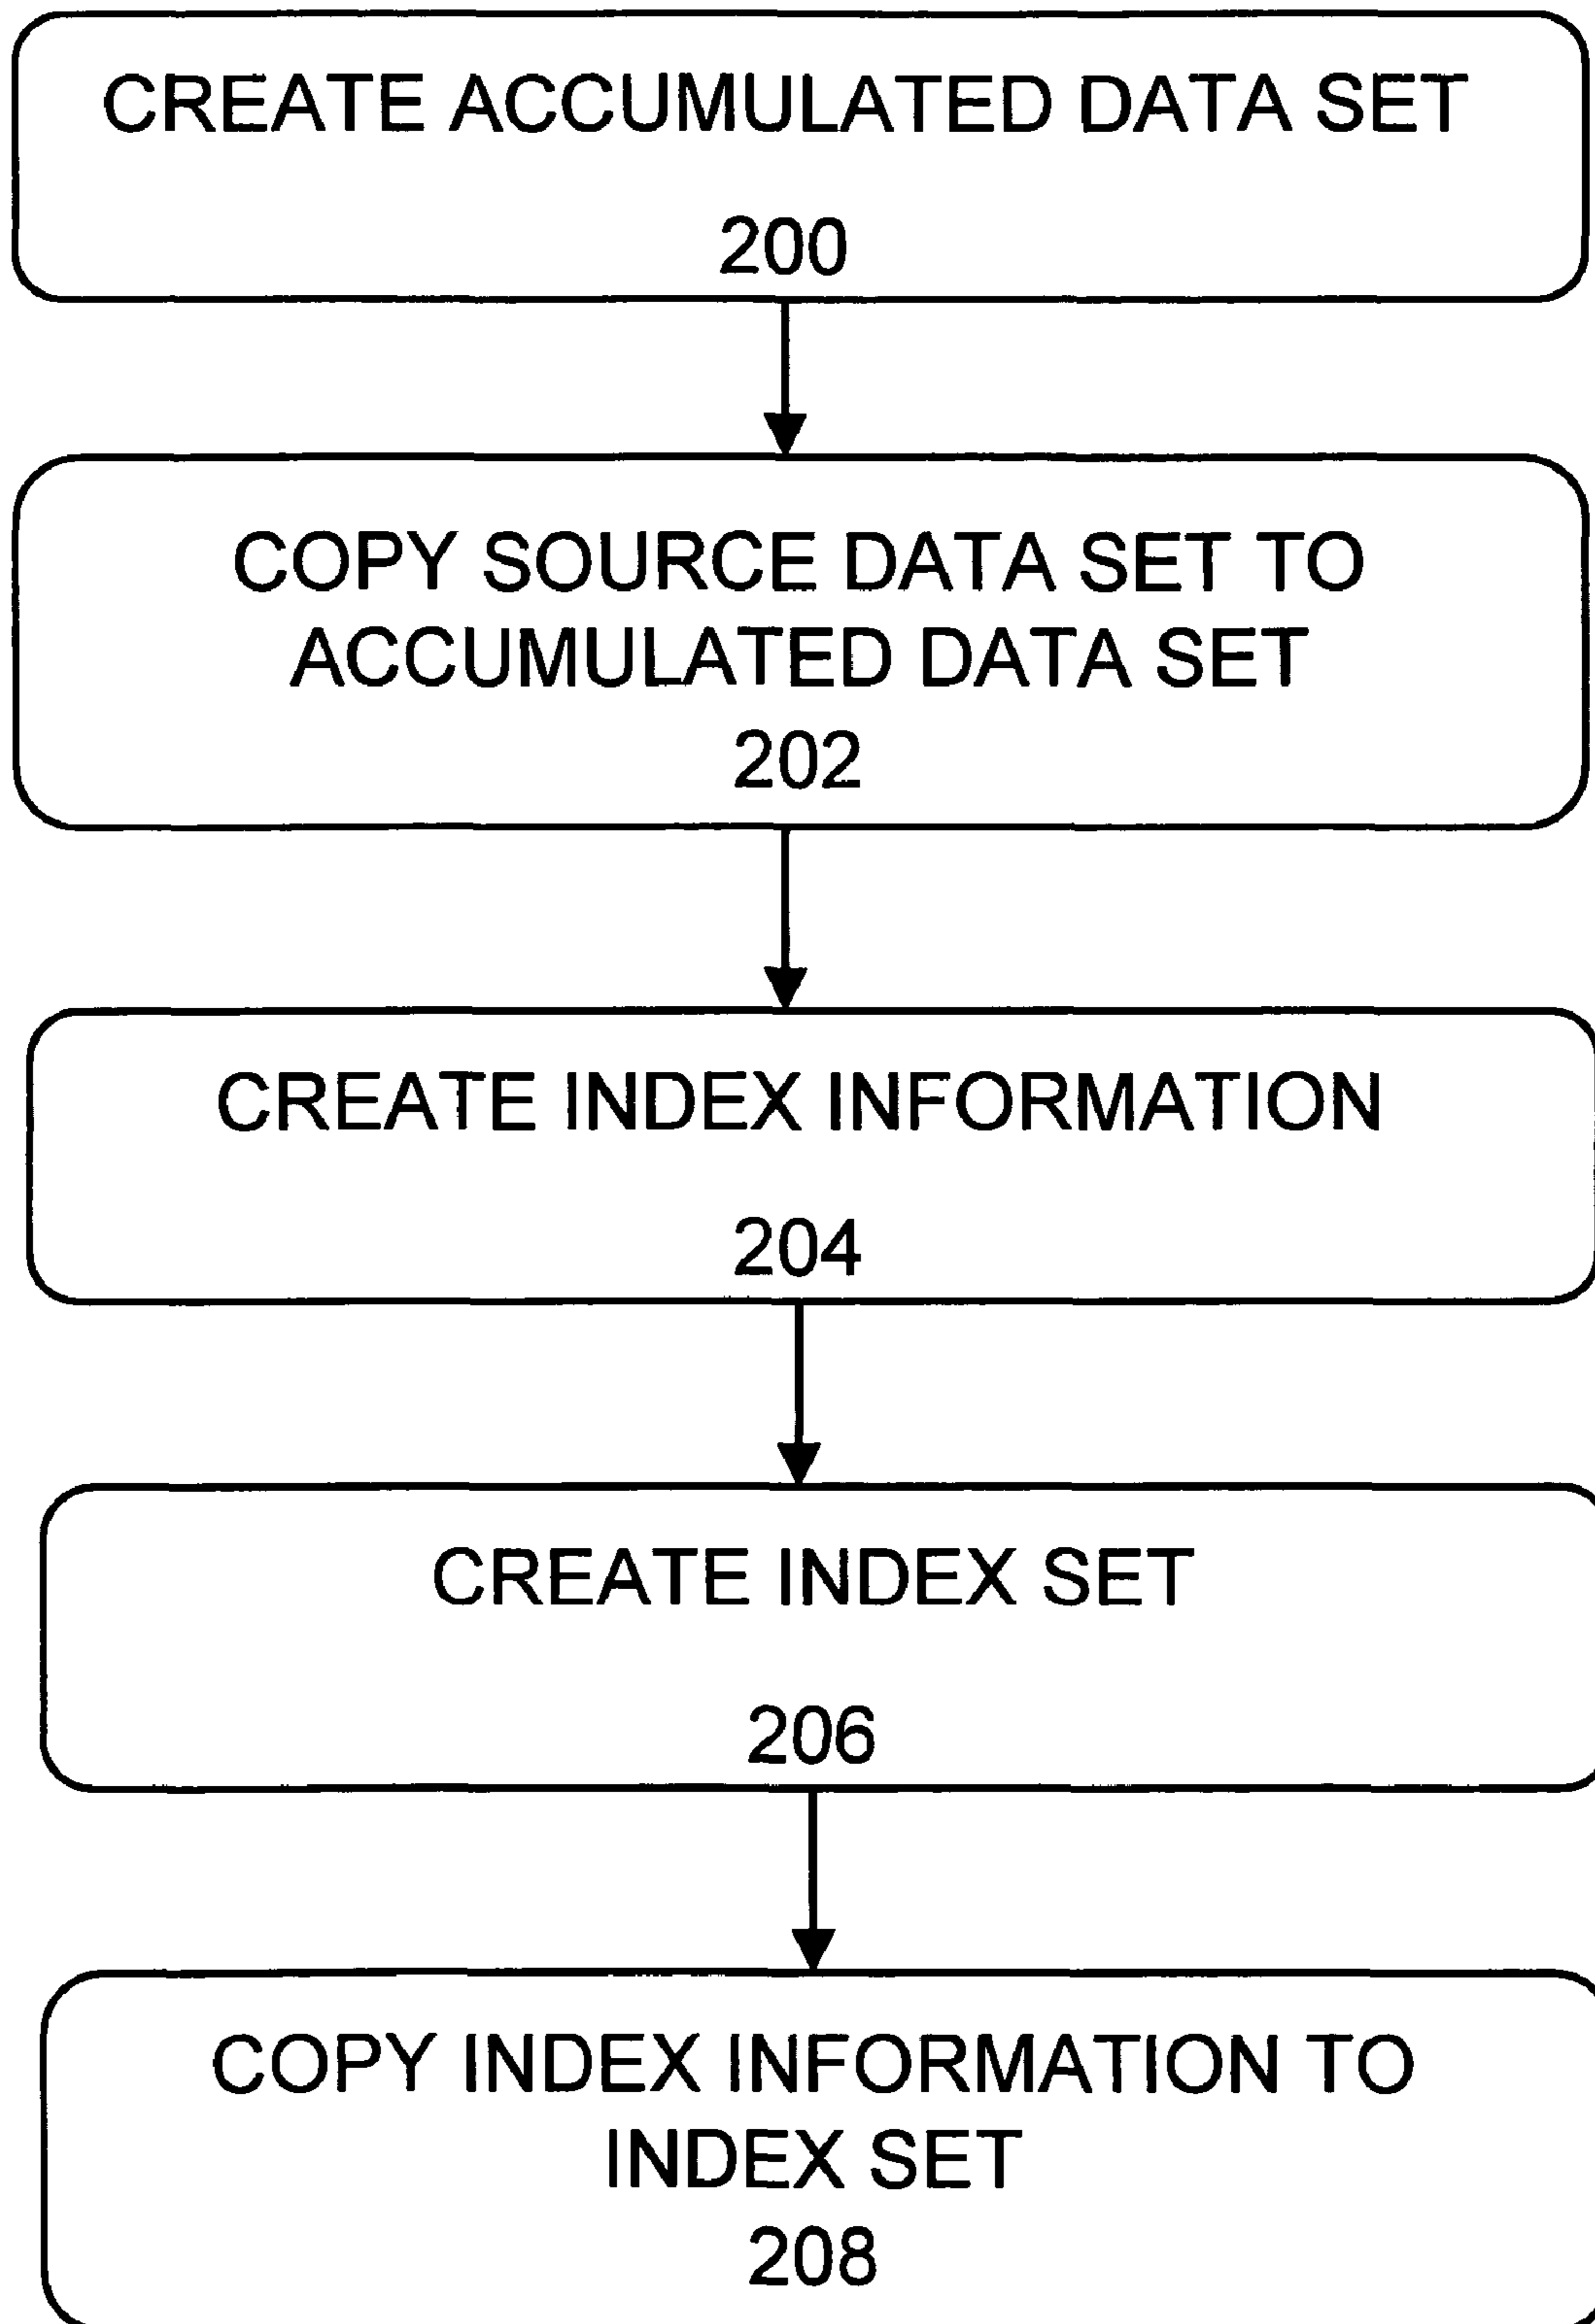 CREATE ACCUMULATED DATA SET
200
COPY SOURCE DATA SET TO
ACCUMULATED DATA SET
202
CREATE INDEX INFORMATION
204
CREATE INDEX SET
206
COPY INDEX INFORMATION TO
INDEX SET
208